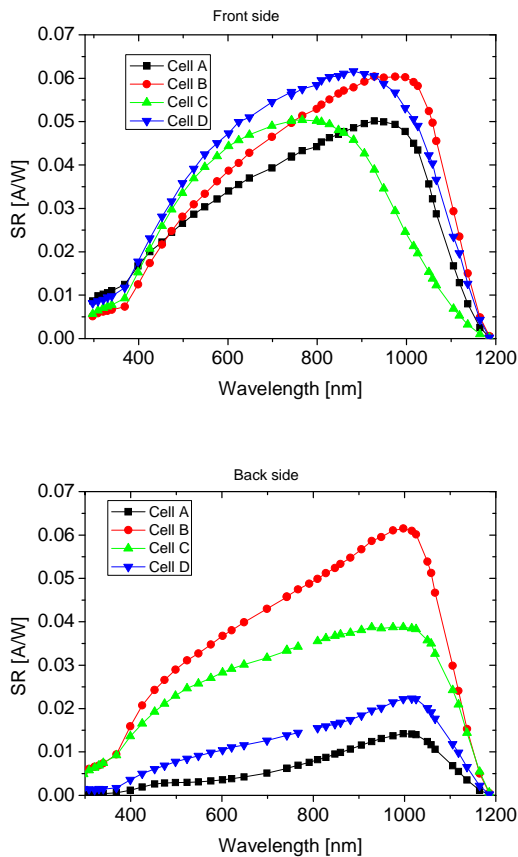 Front side
0.07
Cell A
Cell B
Cell C
Cell D
0.06
0.05
0.04
0.03
0.02
0.01
0.00
SR [A/W]
400 600 800 1000 1200
Wavelength [nm]
Back side
0.07
Cell A
Cell B
Cell C
Cell D
0.06
0.05
0.04
0.03
0.02
0.01
0.00
SR [A/W]
400 600 800 1000 1200
Wavelength [nm]